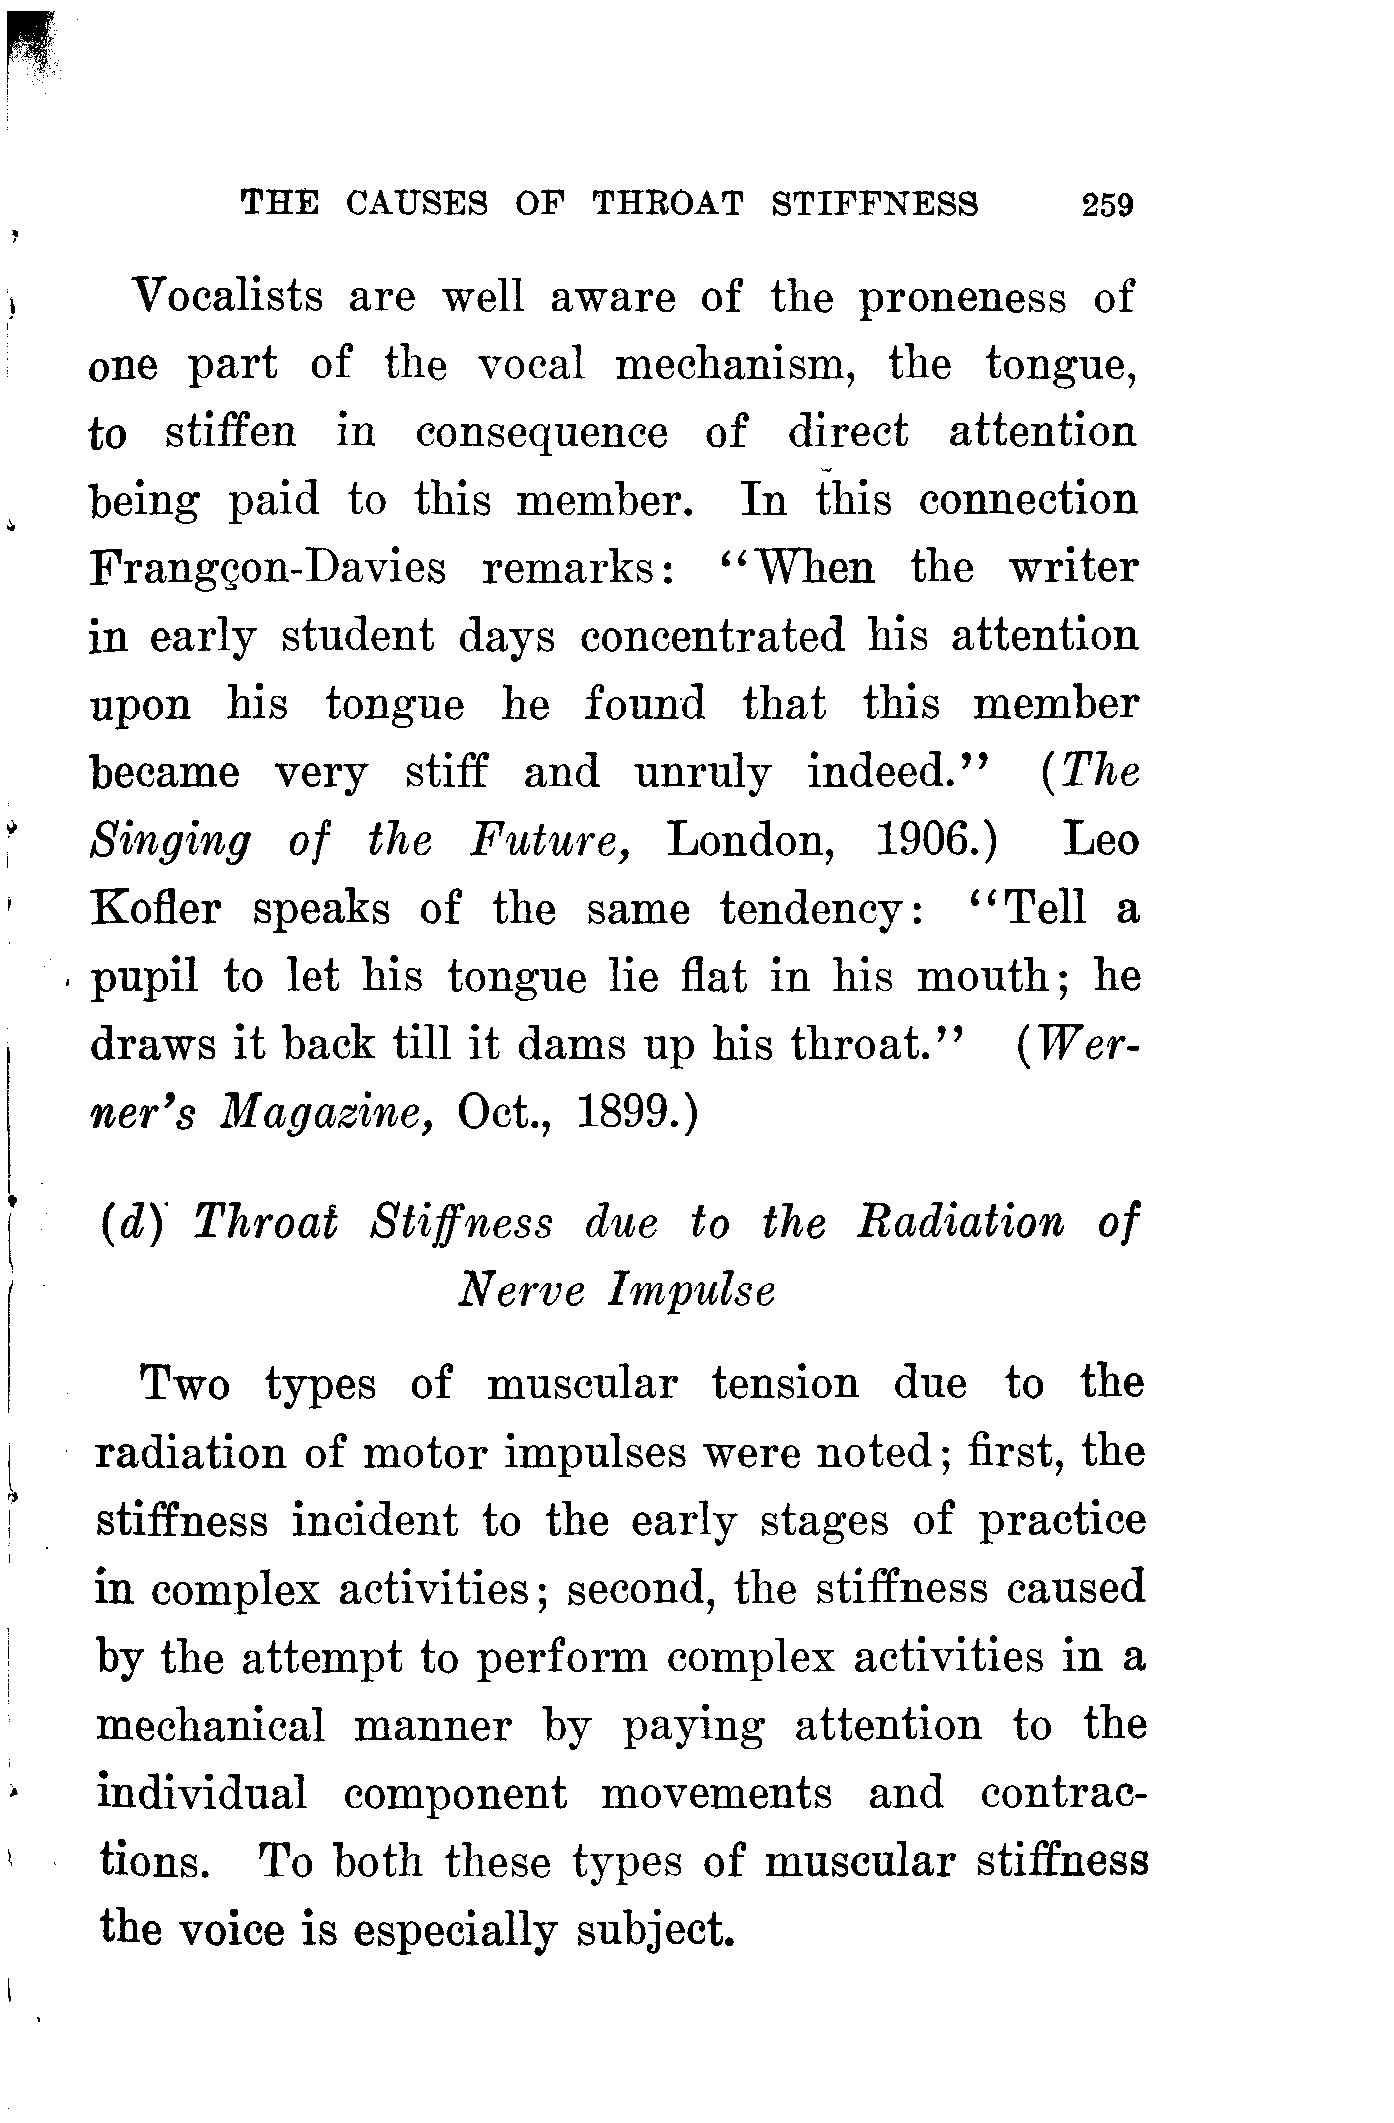 THE CAUSES OF THROAT STIFFNESS 259
Vocalists are well aware of the proneness of
one part of the vocal mechanism, the tongue,
to stiffen in consequence of direct attention
being paid to this member. In this connection
Frangçon-Davies remarks: "When the writer
in early student days concentrated his attention
upon his tongue he found that this member
became very stiff and unruly indeed." (The
Singing of the Future, London, 1906.) Leo
Kofler speaks of the same tendency: "Tell a
pupil to let his tongue lie flat in his mouth; he
draws it back till it dams up his throat." (Wer-
ner's Magazine, Oct., 1899.)
(d) Throat Stiffness due to the Radiation of
Nerve Impulse
Two types of muscular tension due to the
radiation of motor impulses were noted; first, the
stiffness incident to the early stages of practice
in complex activities; second, the stiffness caused
by the attempt to perform complex activities in a
mechanical manner by paying attention to the
individual component movements and contrac-
tions. To both these types of muscular stiffness
the voice is especially subject.